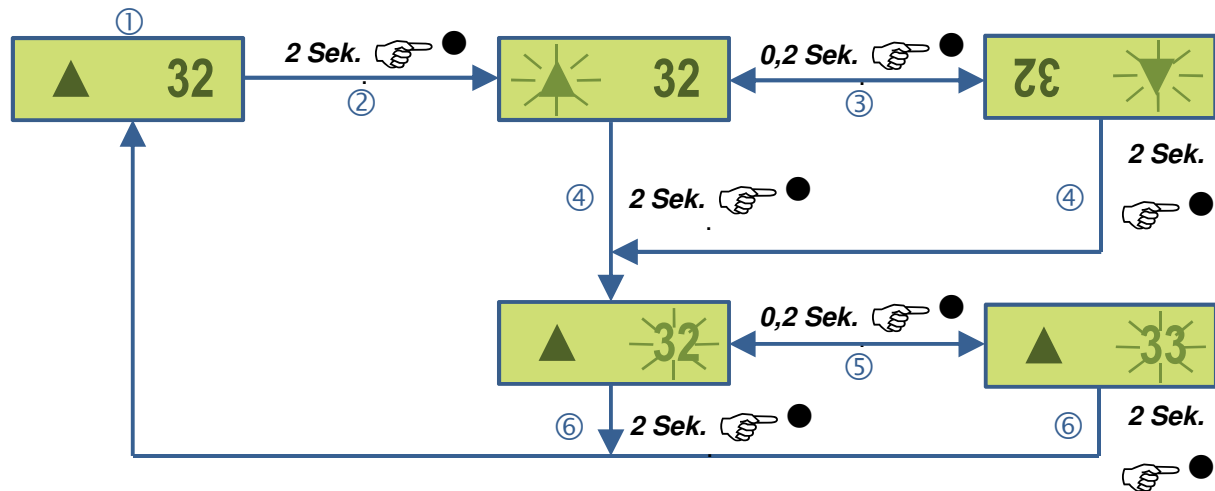 ①
▲ 32
2 Sek. ☞ ●
②
▲ 32
0,2 Sek. ☞ ●
③
32 ▼
④
2 Sek. ☞ ●
④
2 Sek.
☞ ●
▲ 32
0,2 Sek. ☞ ●
⑤
▲ 33
⑥
2 Sek. ☞ ●
⑥
2 Sek.
☞ ●